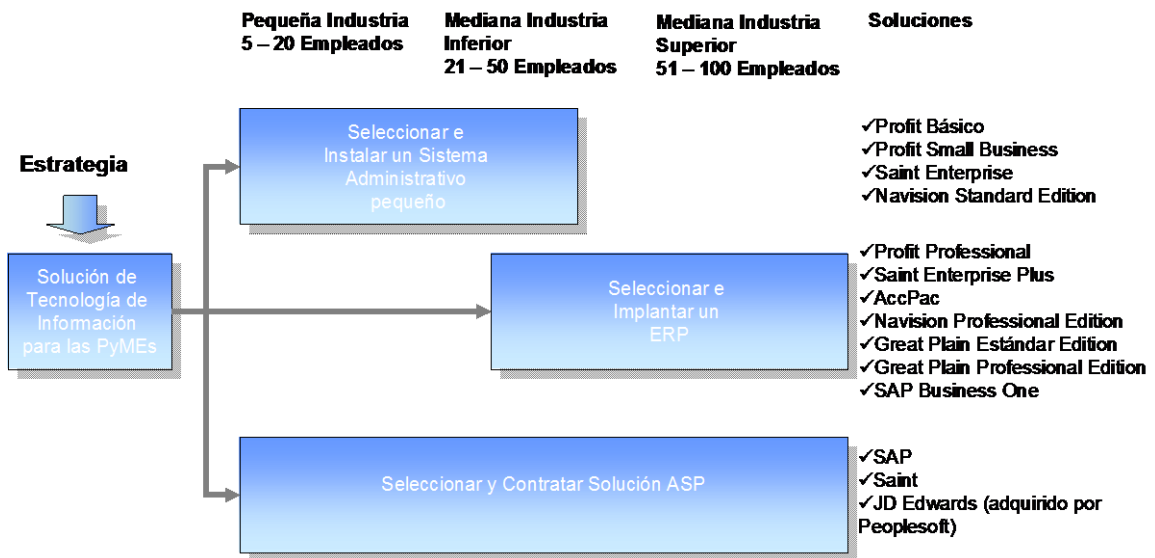 Pequeña Industria
5 – 20 Empleados
Mediana Industria
Inferior
21 – 50 Empleados
Mediana Industria
Superior
51 – 100 Empleados
Soluciones
Estrategia
Solución de
Tecnología de
Información
para las PyMEs
Seleccionar e
Instalar un Sistema
Administrativo
pequeño
✓Profit Básico
✓Profit Small Business
✓Saint Enterprise
✓Navision Standard Edition
Seleccionar e
Implantar un
ERP
✓Profit Professional
✓Saint Enterprise Plus
✓AccPac
✓Navision Professional Edition
✓Great Plain Estándar Edition
✓Great Plain Professional Edition
✓SAP Business One
Seleccionar y Contratar Solución ASP
✓SAP
✓Saint
✓JD Edwards (adquirido por
Peoplesoft)